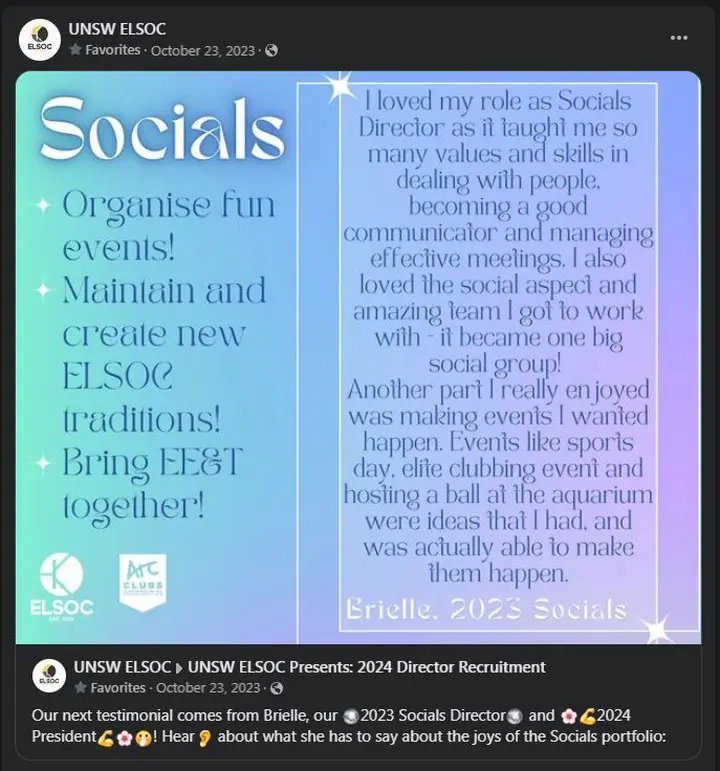 UNSW ELSOC
Favorites · October 23, 2023 ·
Socials
Organise fun
events!
Maintain and
create new
ELSOC
traditions!
Bring EE&T
together!
ELSOC
EST. 1964
Arc
CLUBS
I loved my role as Socials
Director as it taught me so
many values and skills in
dealing with people,
becoming a good
communicator and managing
effective meetings. I also
loved the social aspect and
amazing team I got to work
with - it became one big
social group!
Another part I really enjoyed
was making events I wanted
happen. Events like sports
day, elite clubbing event and
hosting a ball at the aquarium
were ideas that I had, and
was actually able to make
them happen.
Brielle, 2023 Socials
UNSW ELSOC ▸ UNSW ELSOC Presents: 2024 Director Recruitment
Favorites · October 23, 2023 ·
Our next testimonial comes from Brielle, our 🪩2023 Socials Director🪩 and 🌸💪2024
President💪🌸🤭! Hear👂 about what she has to say about the joys of the Socials portfolio: